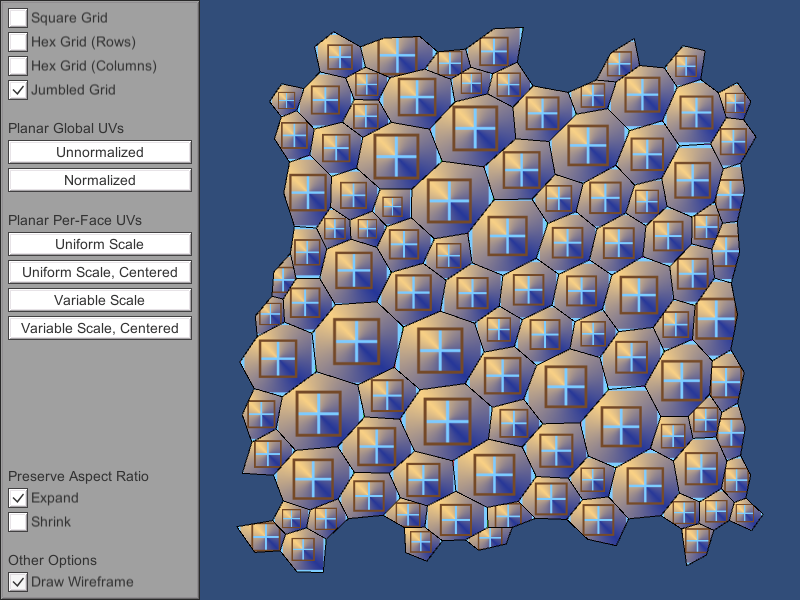 Square Grid
Hex Grid (Rows)
Hex Grid (Columns)
Jumbled Grid
Planar Global UVs
Unnormalized
Normalized
Planar Per-Face UVs
Uniform Scale
Uniform Scale, Centered
Variable Scale
Variable Scale, Centered
Preserve Aspect Ratio
Expand
Shrink
Other Options
Draw Wireframe